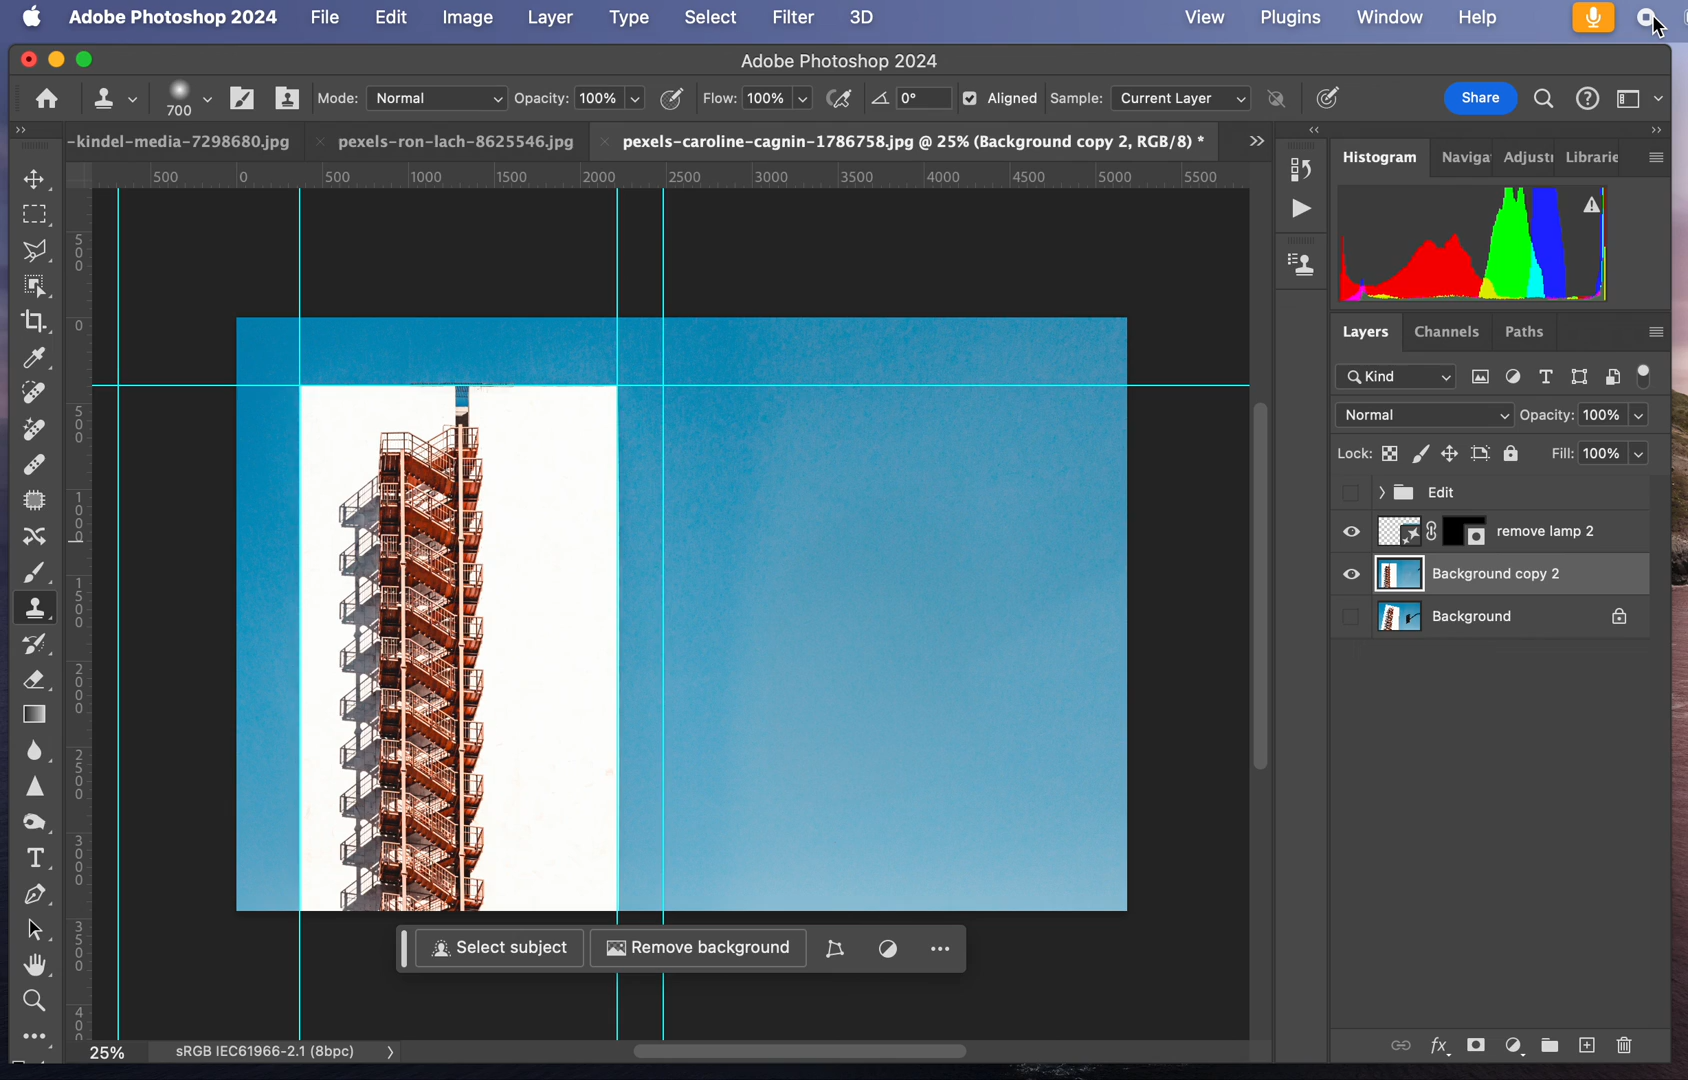 Adobe Photoshop 2024 File Edit Image Layer Type Select Filter 3D View Plugins Window Help
Adobe Photoshop 2024
700 Mode: Normal Opacity: 100% Flow: 100% 0° Aligned Sample: Current Layer Share
-kindel-media-7298680.jpg pexels-ron-lach-8625546.jpg pexels-caroline-cagnin-1786758.jpg @ 25% (Background copy 2, RGB/8) *
Histogram Naviga Adjustı Librarie
500 0 500 1000 1500 2000 2500 3000 3500 4000 4500 5000 5500
500
0
500
1000
1500
2000
2500
3000
3500
400
Layers Channels Paths
Kind
Normal Opacity: 100%
Lock: Fill: 100%
Edit
remove lamp 2
Background copy 2
Background
Select subject Remove background
25% sRGB IEC61966-2.1 (8bpc)
fx